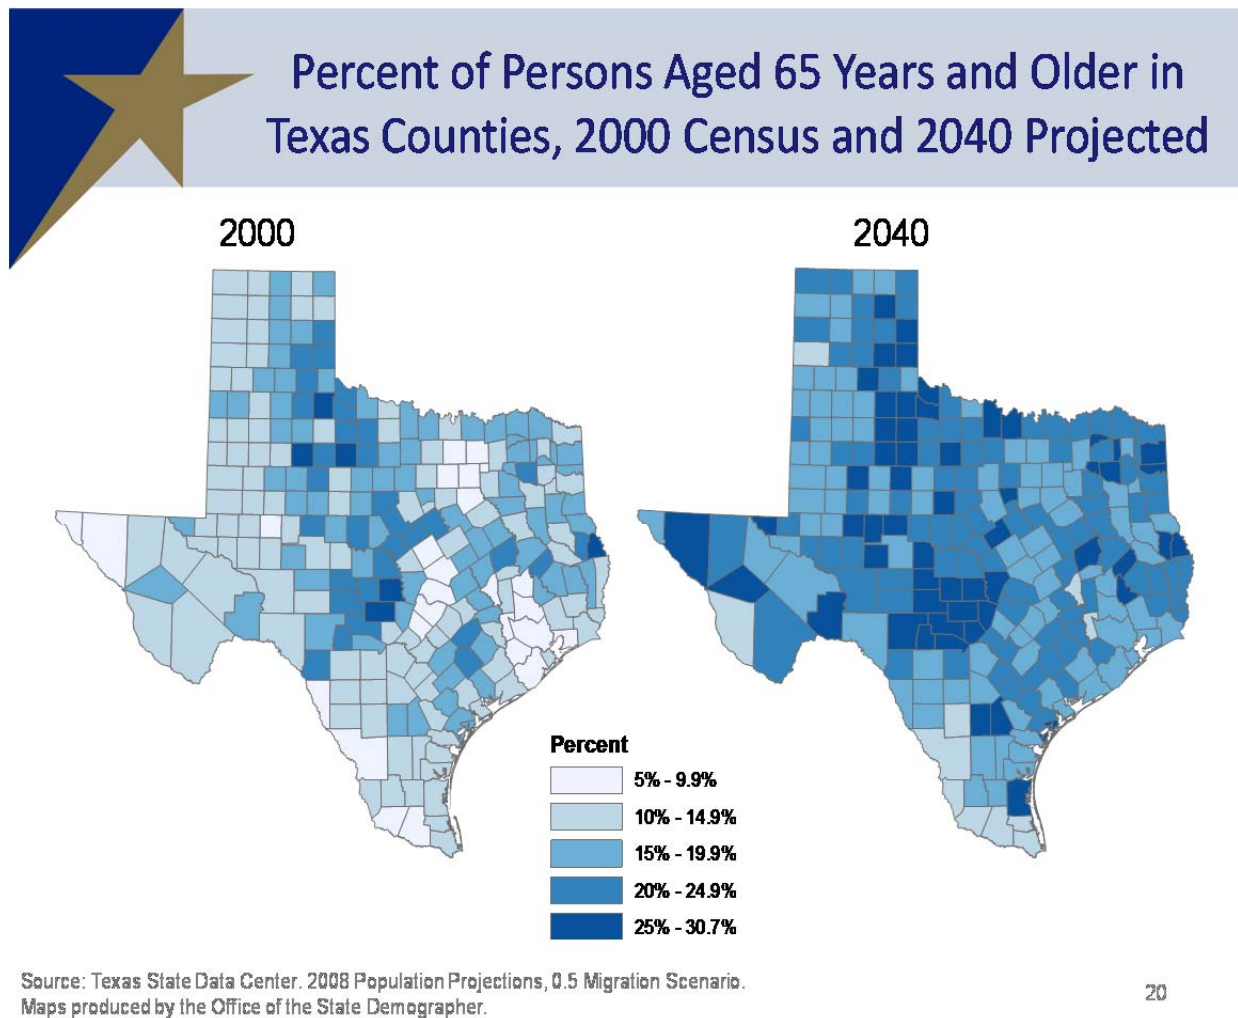 Percent of Persons Aged 65 Years and Older in
Texas Counties, 2000 Census and 2040 Projected
2000
2040
Percent
5% - 9.9%
10% - 14.9%
15% - 19.9%
20% - 24.9%
25% - 30.7%
Source: Texas State Data Center. 2008 Population Projections, 0.5 Migration Scenario.
Maps produced by the Office of the State Demographer.
20